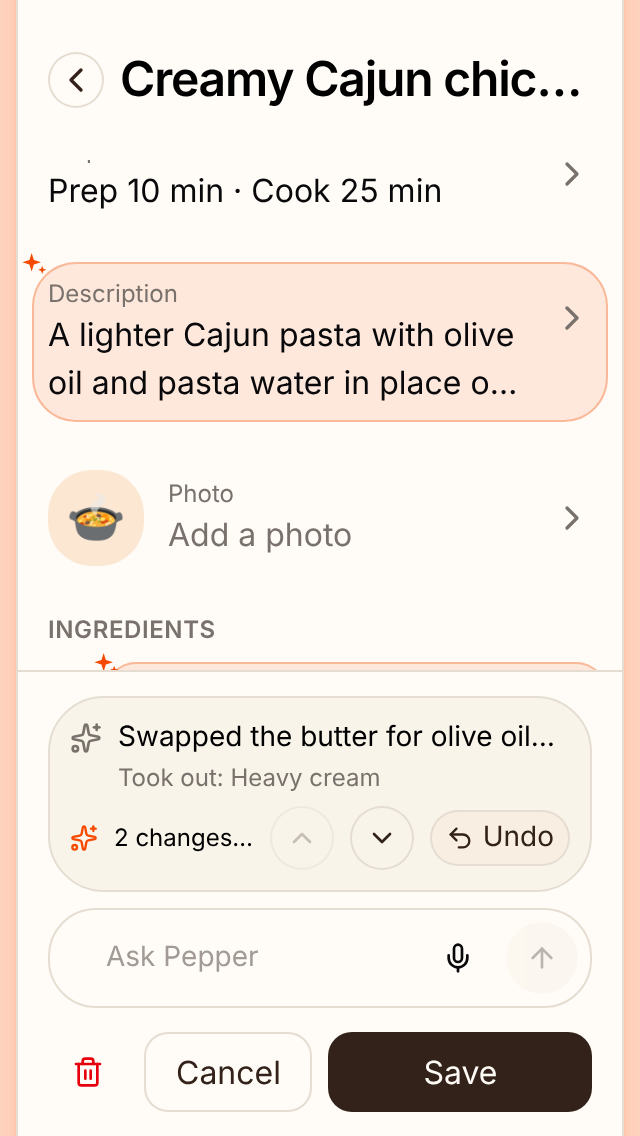 Creamy Cajun chic...
Prep 10 min · Cook 25 min
Description
A lighter Cajun pasta with olive
oil and pasta water in place o...
Photo
Add a photo
INGREDIENTS
Swapped the butter for olive oil...
Took out: Heavy cream
2 changes...
Undo
Ask Pepper
Cancel
Save